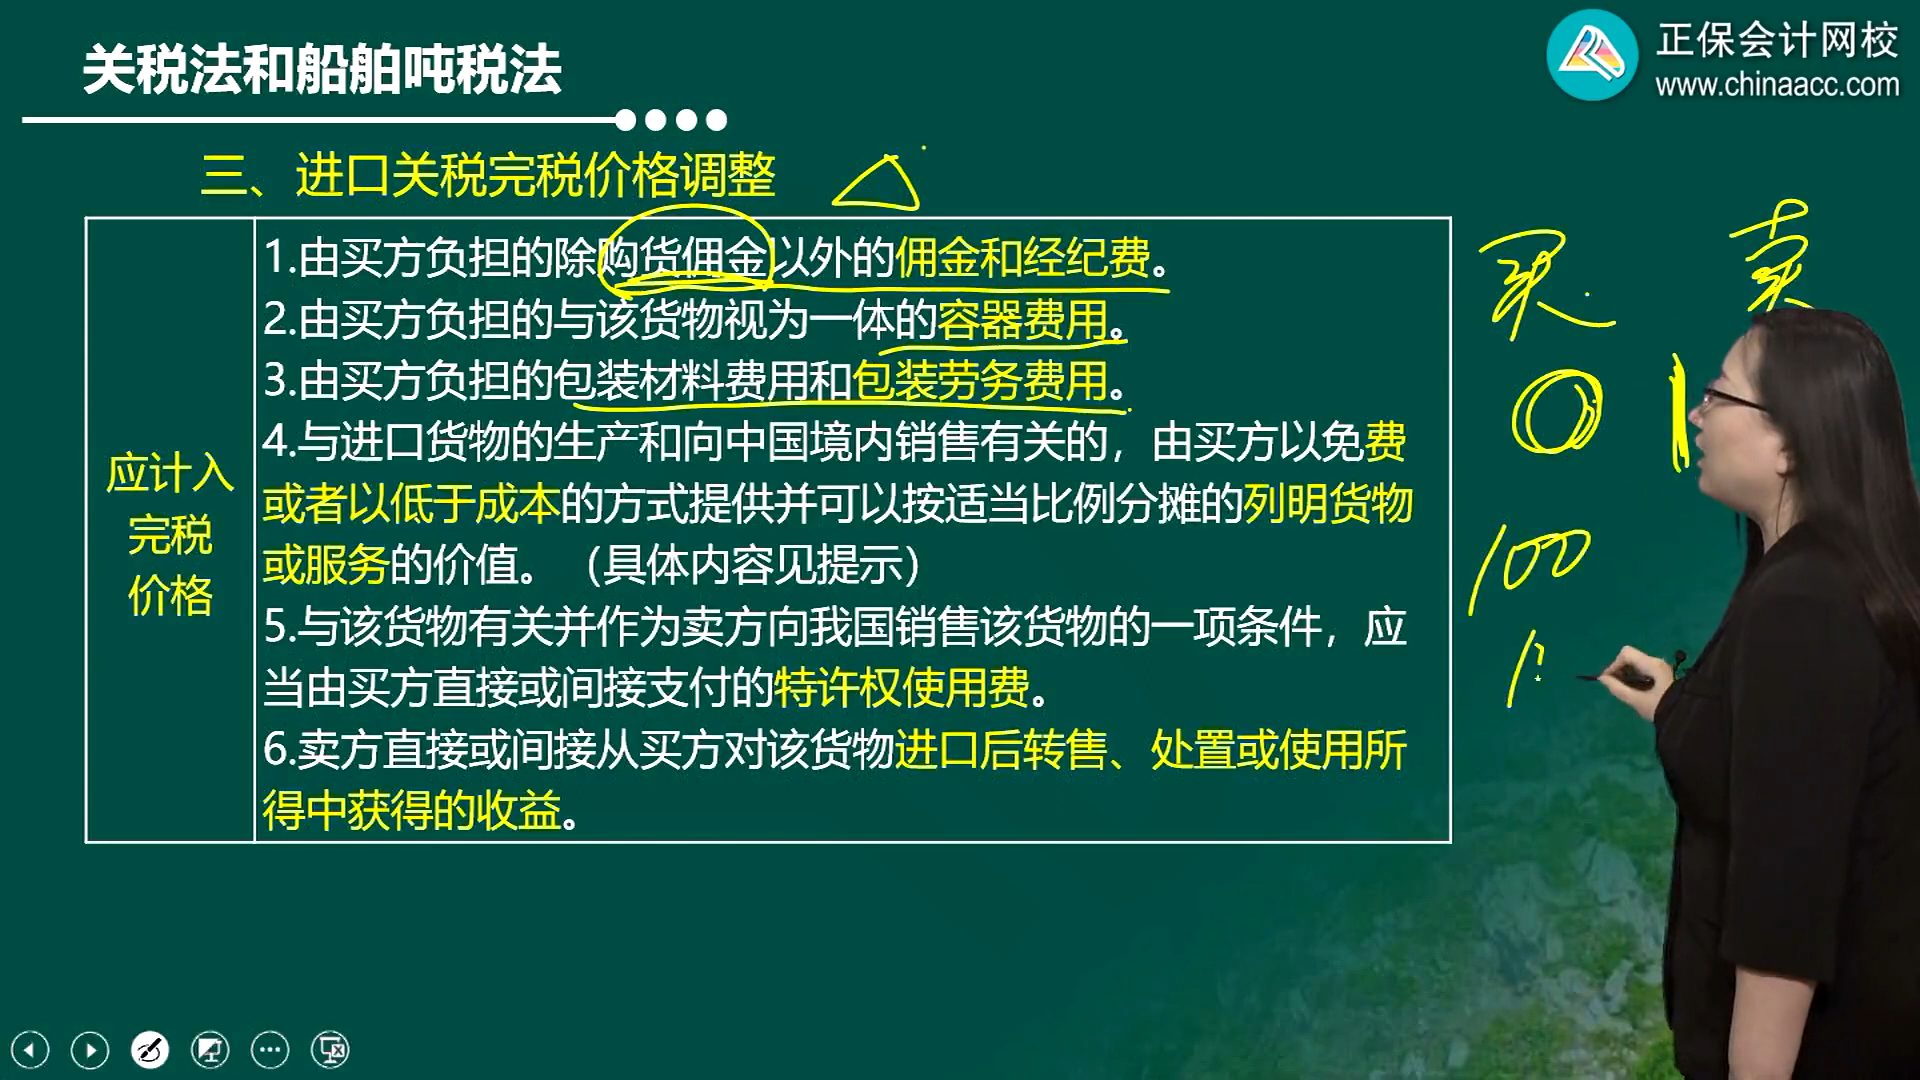 关税法和船舶吨税法
正保会计网校
www.chinaacc.com
三、进口关税完税价格调整
应计入
完税
价格
1.由买方负担的除购货佣金以外的佣金和经纪费。
2.由买方负担的与该货物视为一体的容器费用。
3.由买方负担的包装材料费用和包装劳务费用。
4.与进口货物的生产和向中国境内销售有关的，由买方以免费
或者以低于成本的方式提供并可以按适当比例分摊的列明货物
或服务的价值。（具体内容见提示）
5.与该货物有关并作为卖方向我国销售该货物的一项条件，应
当由买方直接或间接支付的特许权使用费。
6.卖方直接或间接从买方对该货物进口后转售、处置或使用所
得中获得的收益。
买 卖
100